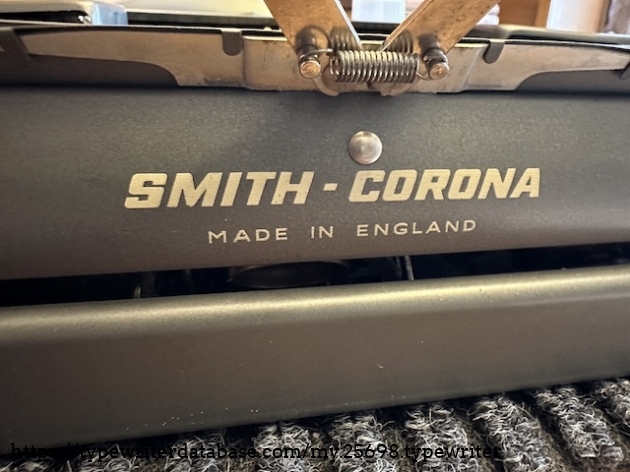 SMITH-CORONA
MADE IN ENGLAND
https://typewriterdatabase.com/my.25698.typewriter